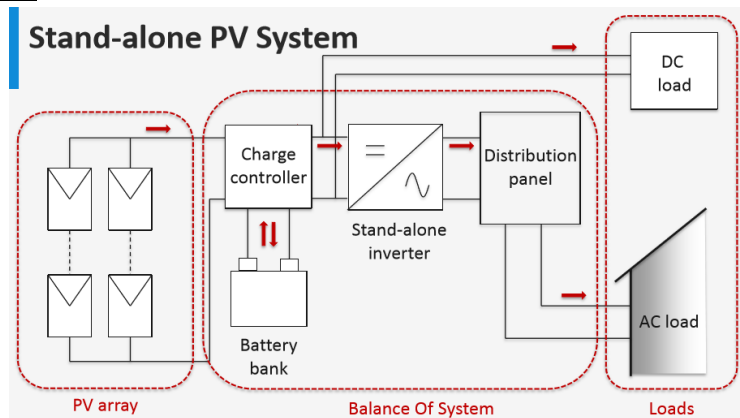 Stand-alone PV System
DC
load
Charge
controller
Distribution
panel
Stand-alone
inverter
Battery
bank
AC load
PV array
Balance Of System
Loads